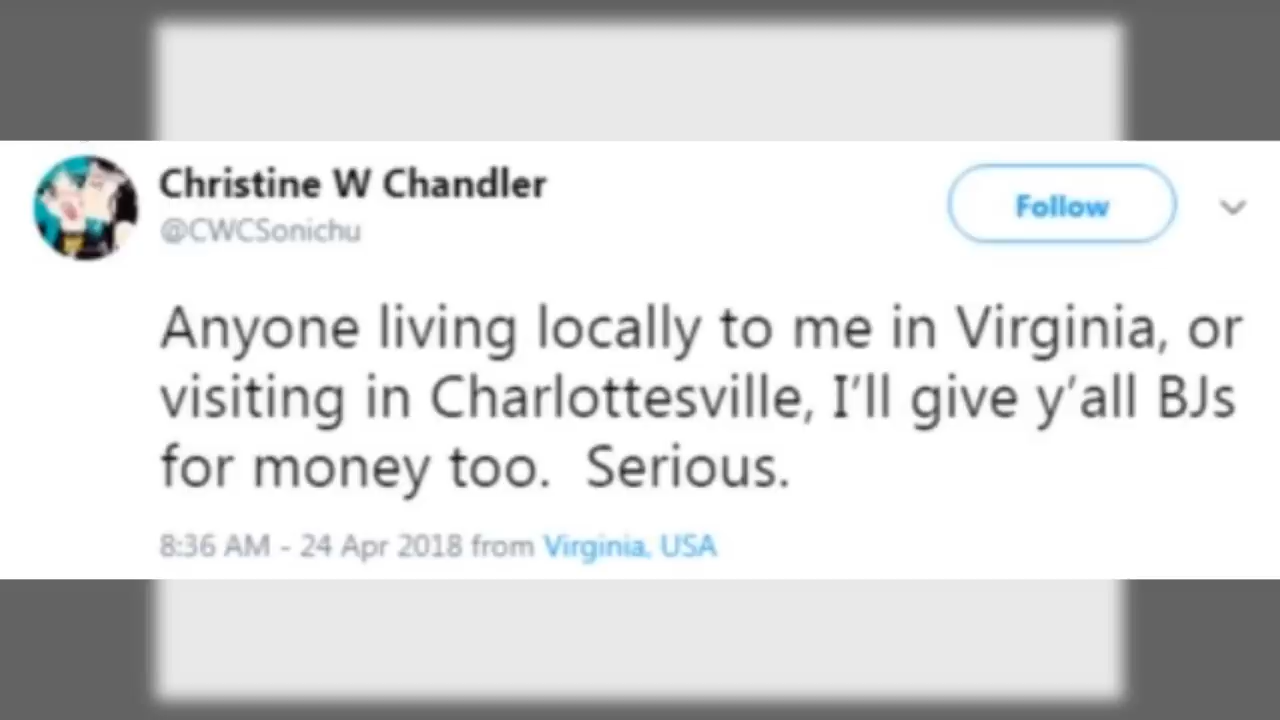 Christine W Chandler
@CWCSonichu
Follow
Anyone living locally to me in Virginia, or
visiting in Charlottesville, I’ll give y’all BJs
for money too.  Serious.
8:36 AM - 24 Apr 2018 from Virginia, USA